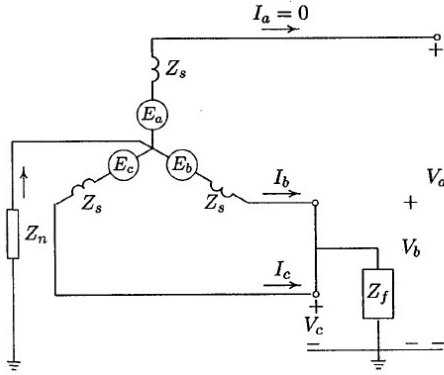 I_a = 0
Z_s
+
E_a
E_c
E_b
I_b
V_a
Z_s
Z_s
+
Z_n
V_b
I_c
Z_f
+
V_c